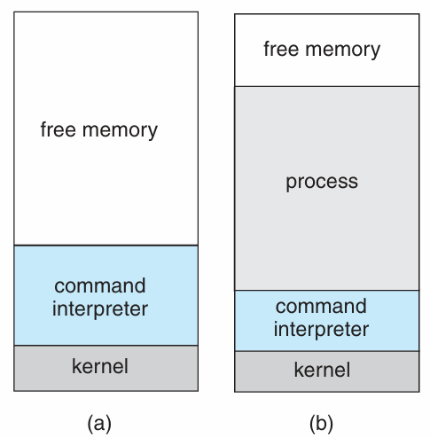 free memory
command
interpreter
kernel
(a)
free memory
process
command
interpreter
kernel
(b)